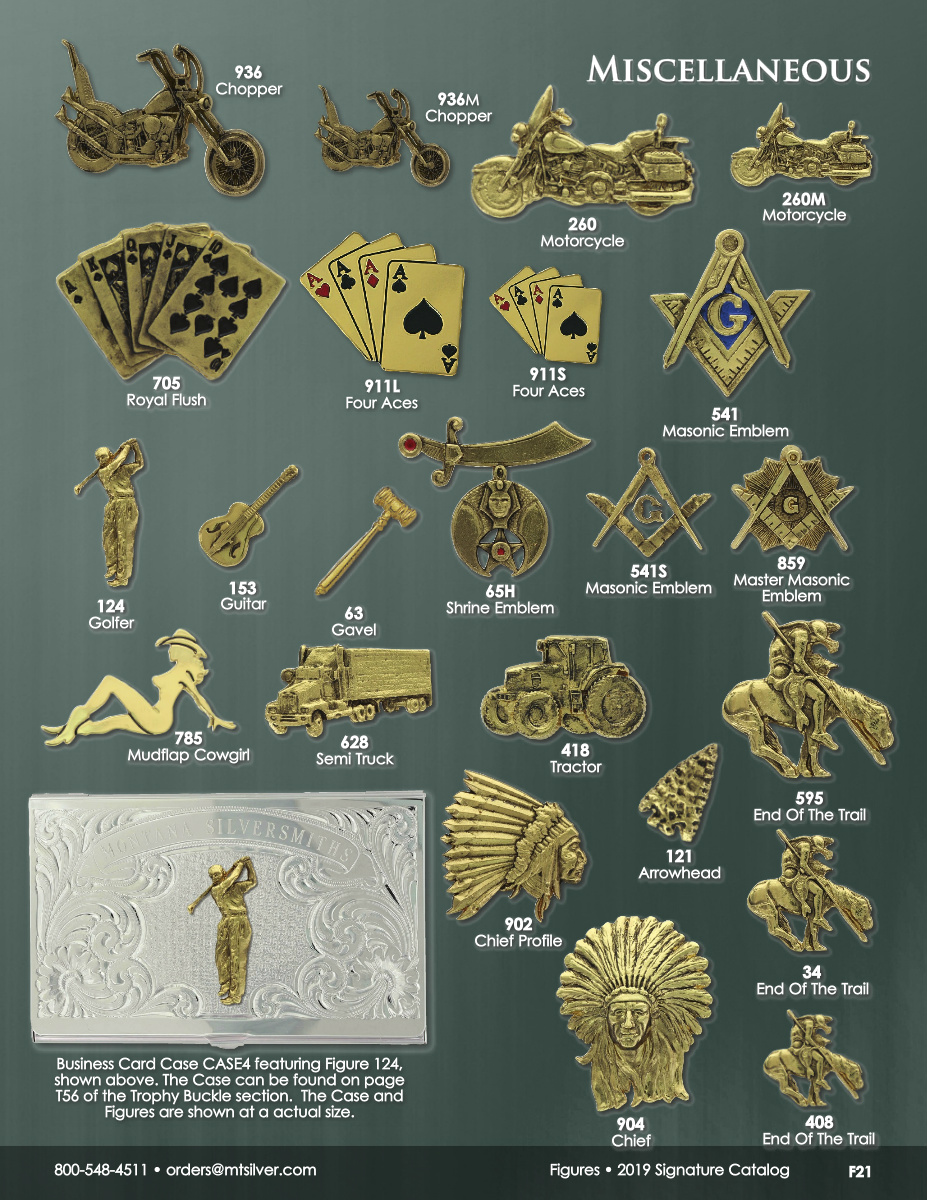 MISCELLANEOUS
936
Chopper
936M
Chopper
260
Motorcycle
260M
Motorcycle
705
Royal Flush
911L
Four Aces
911S
Four Aces
541
Masonic Emblem
124
Golfer
153
Guitar
63
Gavel
65H
Shrine Emblem
541S
Masonic Emblem
859
Master Masonic
Emblem
785
Mudflap Cowgirl
628
Semi Truck
418
Tractor
595
End Of The Trail
121
Arrowhead
MONTANA SILVERSMITHS
902
Chief Profile
34
End Of The Trail
904
Chief
408
End Of The Trail
Business Card Case CASE4 featuring Figure 124,
shown above. The Case can be found on page
T56 of the Trophy Buckle section. The Case and
Figures are shown at a actual size.
800-548-4511 • orders@mtsilver.com
Figures • 2019 Signature Catalog
F21
A
K
Q
J
10
A
A
A
A
A
A
A
A
A
A
G
G
G